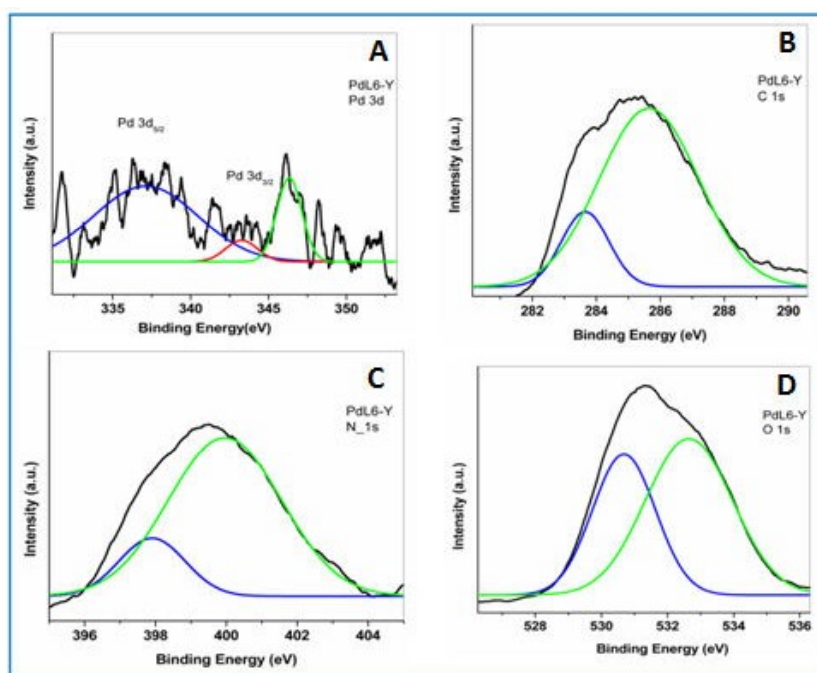 A
PdL6-Y
Pd 3d
Pd 3d5/2
Pd 3d3/2
Intensity (a.u.)
335 340 345 350
Binding Energy(eV)
B
PdL6-Y
C 1s
Intensity (a.u.)
282 284 286 288 290
Binding Energy (eV)
C
PdL6-Y
N_1s
Intensity (a.u.)
396 398 400 402 404
Binding Energy (eV)
D
PdL6-Y
O 1s
Intensity (a.u.)
528 530 532 534 536
Binding Energy (eV)